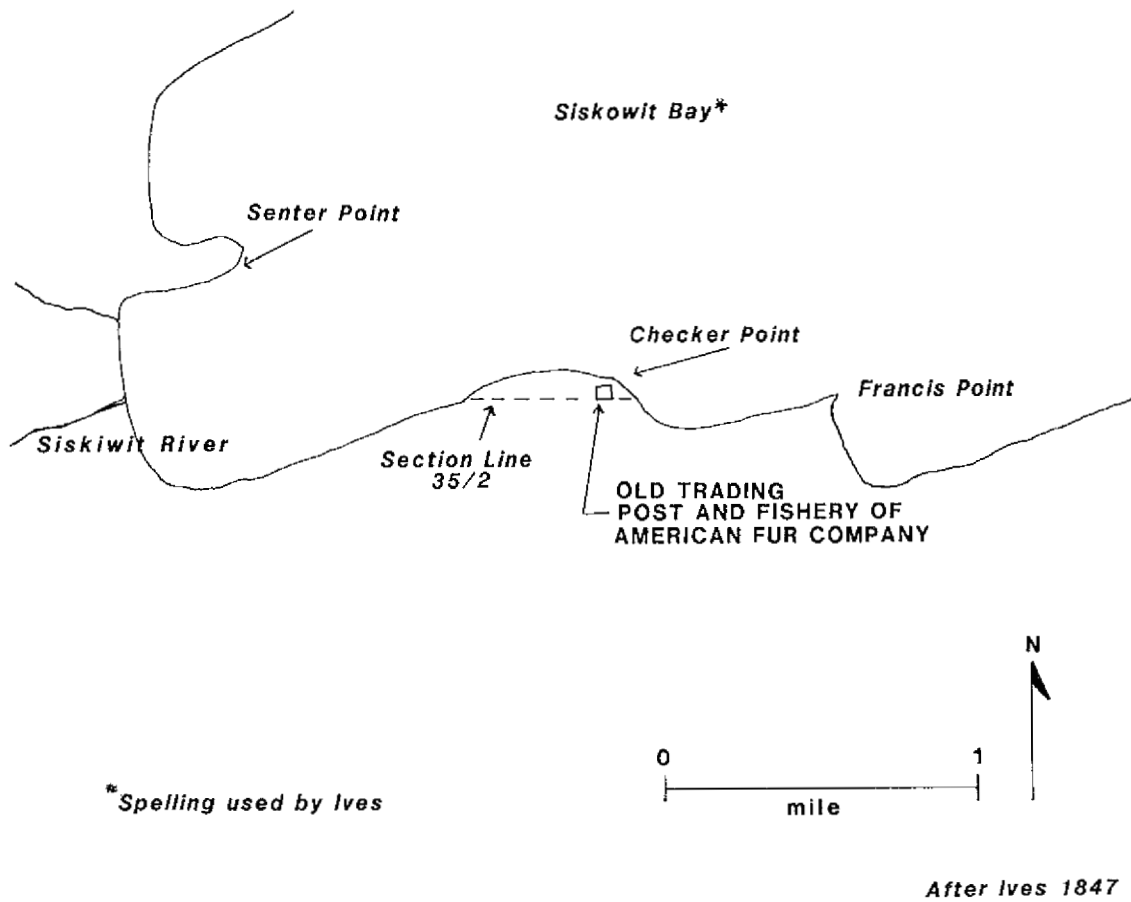 Siskowit Bay*
Senter Point
Checker Point
Francis Point
Siskiwit River
Section Line
35/2
OLD TRADING
POST AND FISHERY OF
AMERICAN FUR COMPANY
N
0 1
mile
*Spelling used by Ives
After Ives 1847